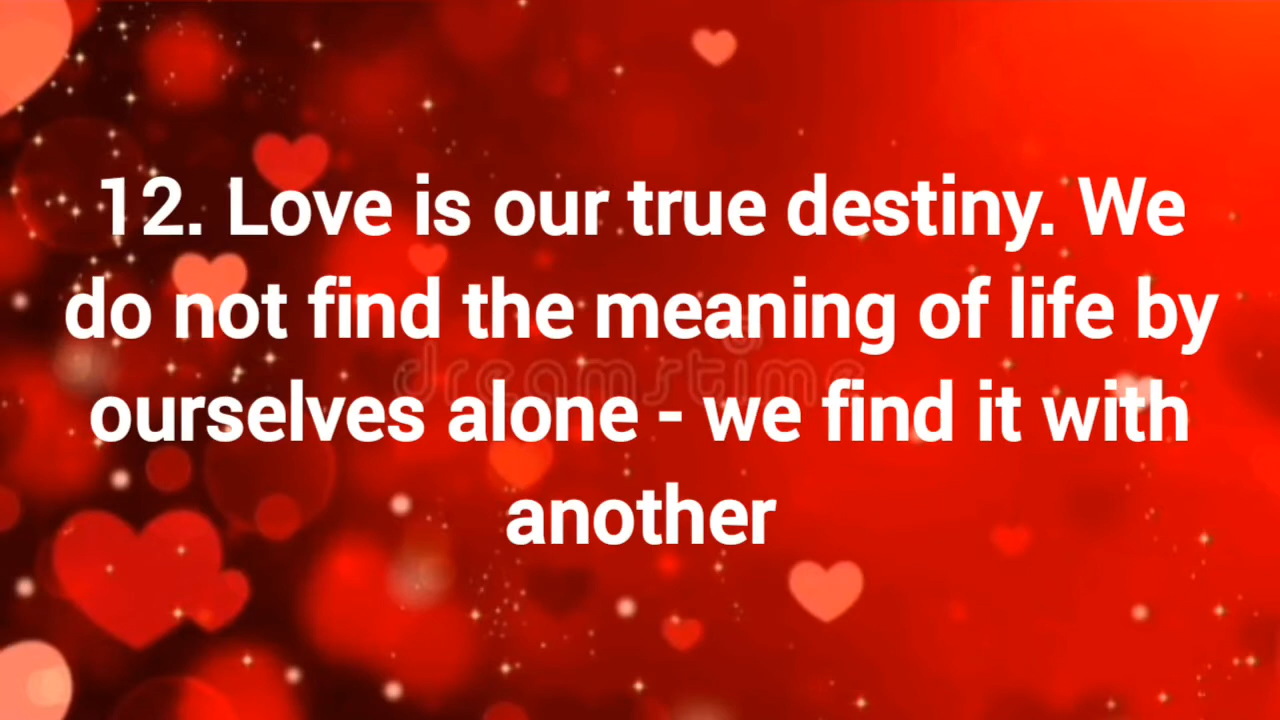 12. Love is our true destiny. We
do not find the meaning of life by
ourselves alone - we find it with
another
dreamstime